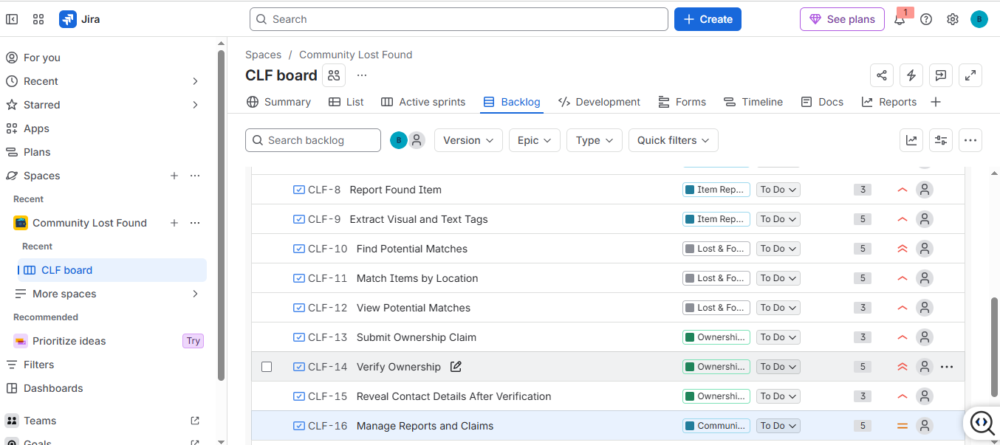 Jira
Search
Create
See plans
1
B
For you
Recent
Starred
Apps
Plans
Spaces
Recent
Community Lost Found
Recent
CLF board
More spaces
Recommended
Prioritize ideas
Try
Filters
Dashboards
Teams
Goals
Spaces / Community Lost Found
CLF board
Summary List Active sprints Backlog Development Forms Timeline Docs Reports
Search backlog B Version Epic Type Quick filters
CLF-8 Report Found Item Item Rep... To Do 3
CLF-9 Extract Visual and Text Tags Item Rep... To Do 5
CLF-10 Find Potential Matches Lost & Fo... To Do 5
CLF-11 Match Items by Location Lost & Fo... To Do 5
CLF-12 View Potential Matches Lost & Fo... To Do 3
CLF-13 Submit Ownership Claim Ownershi... To Do 3
CLF-14 Verify Ownership Ownershi... To Do 5
CLF-15 Reveal Contact Details After Verification Ownershi... To Do 3
CLF-16 Manage Reports and Claims Communi... To Do 5